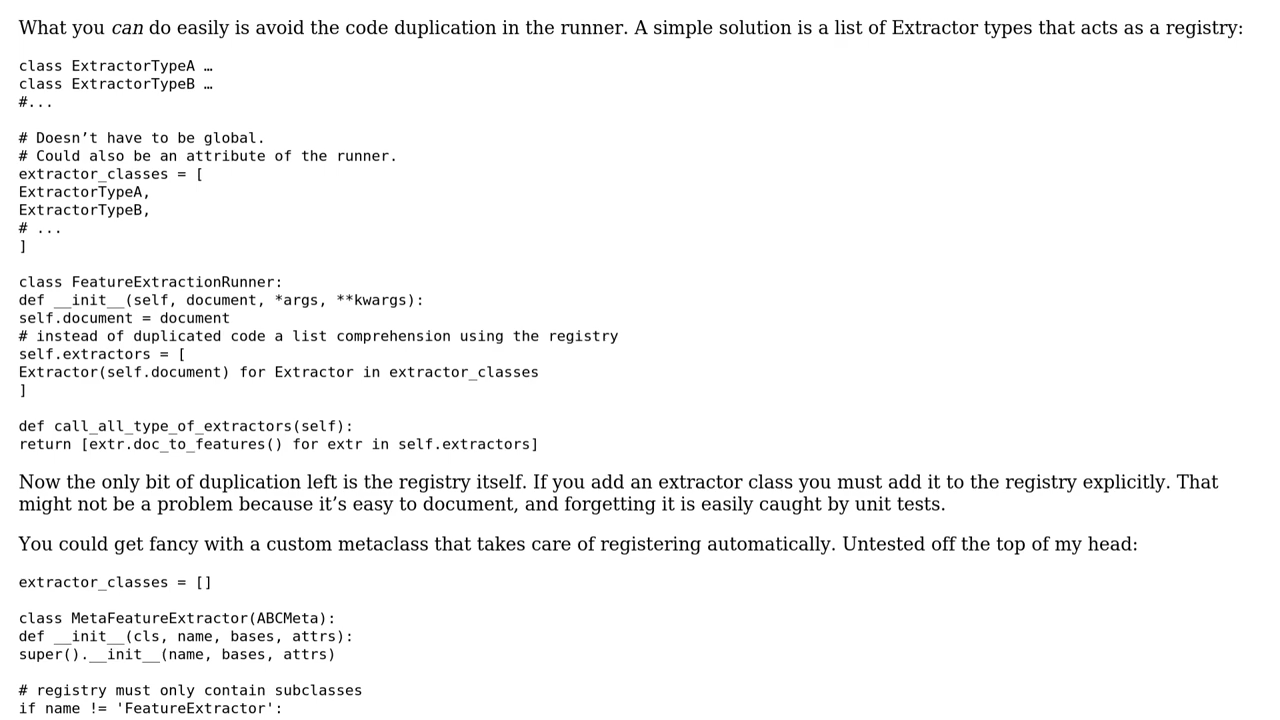 What you can do easily is avoid the code duplication in the runner. A simple solution is a list of Extractor types that acts as a registry:
class ExtractorTypeA …
class ExtractorTypeB …
#...
# Doesn’t have to be global.
# Could also be an attribute of the runner.
extractor_classes = [
ExtractorTypeA,
ExtractorTypeB,
# ...
]
class FeatureExtractionRunner:
def __init__(self, document, *args, **kwargs):
self.document = document
# instead of duplicated code a list comprehension using the registry
self.extractors = [
Extractor(self.document) for Extractor in extractor_classes
]
def call_all_type_of_extractors(self):
return [extr.doc_to_features() for extr in self.extractors]
Now the only bit of duplication left is the registry itself. If you add an extractor class you must add it to the registry explicitly. That
might not be a problem because it’s easy to document, and forgetting it is easily caught by unit tests.
You could get fancy with a custom metaclass that takes care of registering automatically. Untested off the top of my head:
extractor_classes = []
class MetaFeatureExtractor(ABCMeta):
def __init__(cls, name, bases, attrs):
super().__init__(name, bases, attrs)
# registry must only contain subclasses
if name != 'FeatureExtractor':